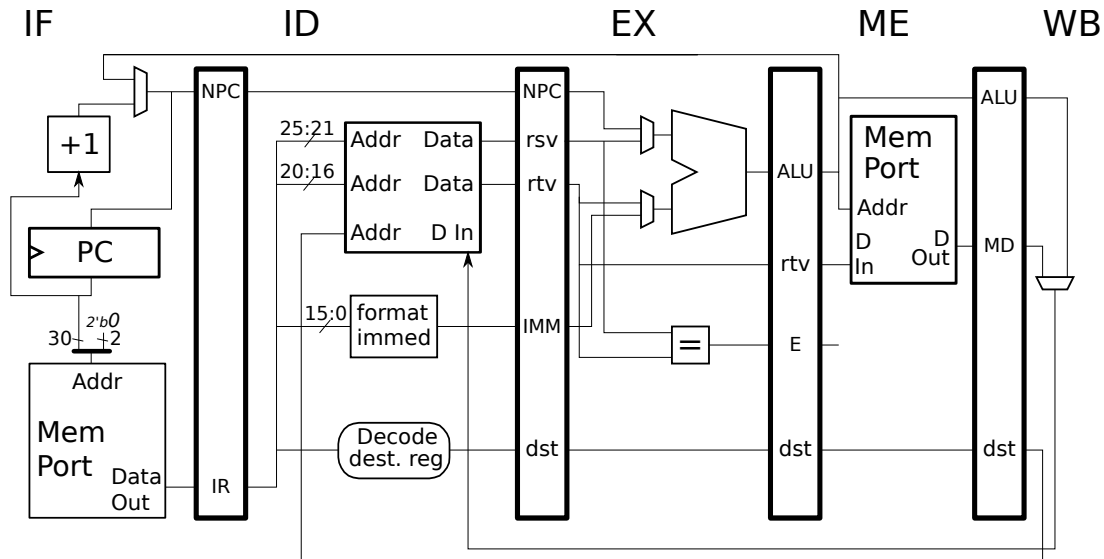 IF ID EX ME WB
NPC NPC ALU
+1
25:21 Addr Data rsv
20:16 Addr Data rtv
Addr D In
ALU
Mem
Port
Addr
D
In
D
Out
MD
PC
rtv
15:0 format
immed
IMM
=
E
30 2'b0 2
Addr
Mem
Port
Data
Out
IR
Decode
dest. reg
dst dst dst